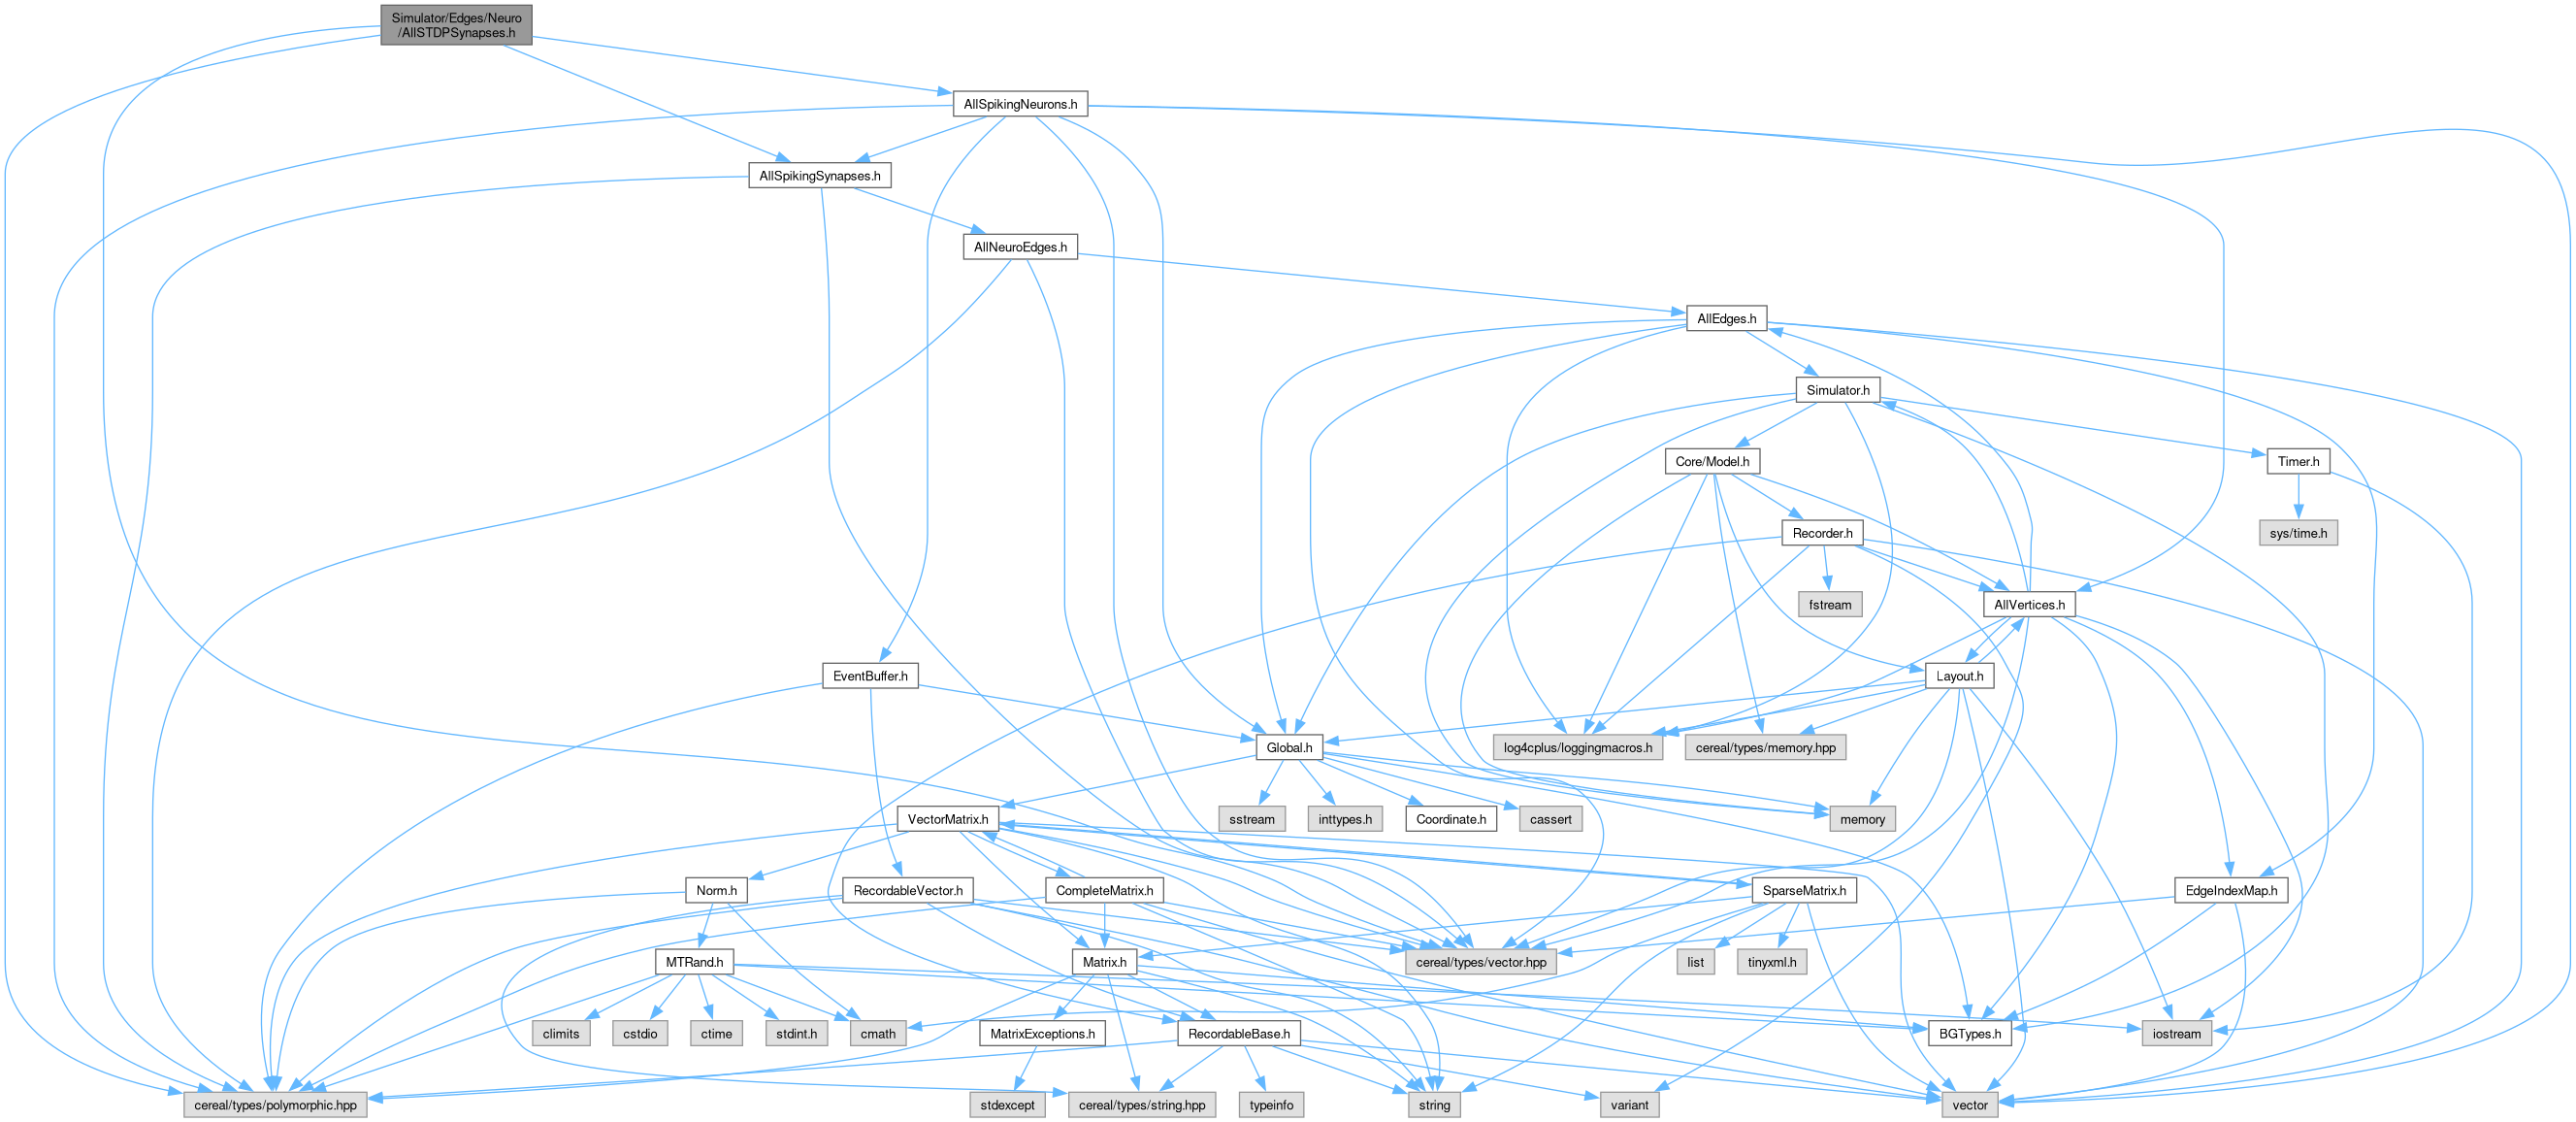 Simulator/Edges/Neuro
/AllSTDPSynapses.h
AllSpikingNeurons.h
AllSpikingSynapses.h
AllNeuroEdges.h
AllEdges.h
Simulator.h
Core/Model.h
Timer.h
Recorder.h
sys/time.h
fstream
AllVertices.h
EventBuffer.h
Layout.h
Global.h
log4cplus/loggingmacros.h
cereal/types/memory.hpp
VectorMatrix.h
sstream
inttypes.h
Coordinate.h
cassert
memory
Norm.h
RecordableVector.h
CompleteMatrix.h
SparseMatrix.h
EdgeIndexMap.h
MTRand.h
Matrix.h
cereal/types/vector.hpp
list
tinyxml.h
climits
cstdio
ctime
stdint.h
cmath
MatrixExceptions.h
RecordableBase.h
BGTypes.h
iostream
cereal/types/polymorphic.hpp
stdexcept
cereal/types/string.hpp
typeinfo
string
variant
vector